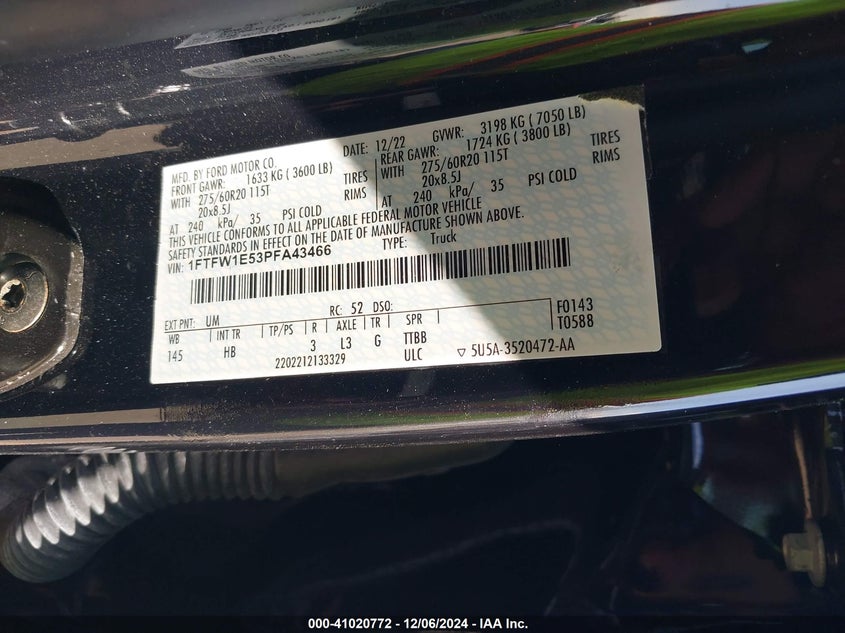 MFD. BY FORD MOTOR CO.
DATE: 12/22 GVWR: 3198 KG ( 7050 LB)
FRONT GAWR: 1633 KG ( 3600 LB)
REAR GAWR: 1724 KG ( 3800 LB)
WITH 275/60R20 115T TIRES
WITH 275/60R20 115T TIRES
20x8.5J RIMS
20x8.5J RIMS
AT 240 kPa/ 35 PSI COLD
AT 240 kPa/ 35 PSI COLD
THIS VEHICLE CONFORMS TO ALL APPLICABLE FEDERAL MOTOR VEHICLE
SAFETY STANDARDS IN EFFECT ON THE DATE OF MANUFACTURE SHOWN ABOVE.
VIN: 1FTFW1E53PFA43466 TYPE: Truck
EXT PNT: UM RC: 52 DSO: F0143
WB INT TR TP/PS R AXLE TR SPR T0588
145 HB 3 L3 G TTBB
2202212133329 ULC ▽ 5U5A-3520472-AA
000-41020772 - 12/06/2024 - IAA Inc.